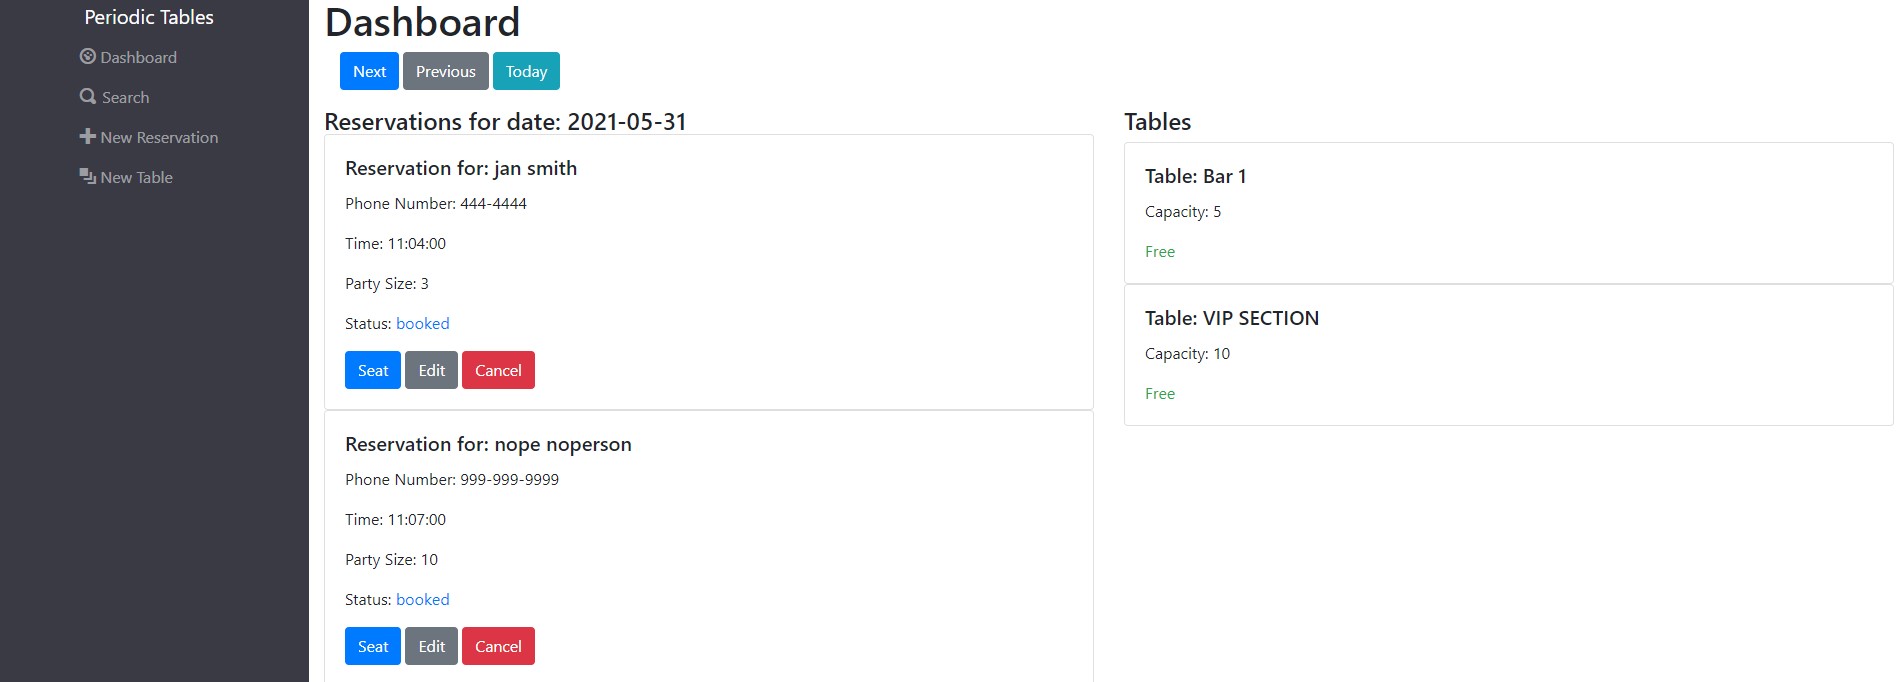 Periodic Tables
Dashboard
Search
New Reservation
New Table
Dashboard
Next Previous Today
Reservations for date: 2021-05-31
Reservation for: jan smith
Phone Number: 444-4444
Time: 11:04:00
Party Size: 3
Status: booked
Seat Edit Cancel
Reservation for: nope noperson
Phone Number: 999-999-9999
Time: 11:07:00
Party Size: 10
Status: booked
Seat Edit Cancel
Tables
Table: Bar 1
Capacity: 5
Free
Table: VIP SECTION
Capacity: 10
Free